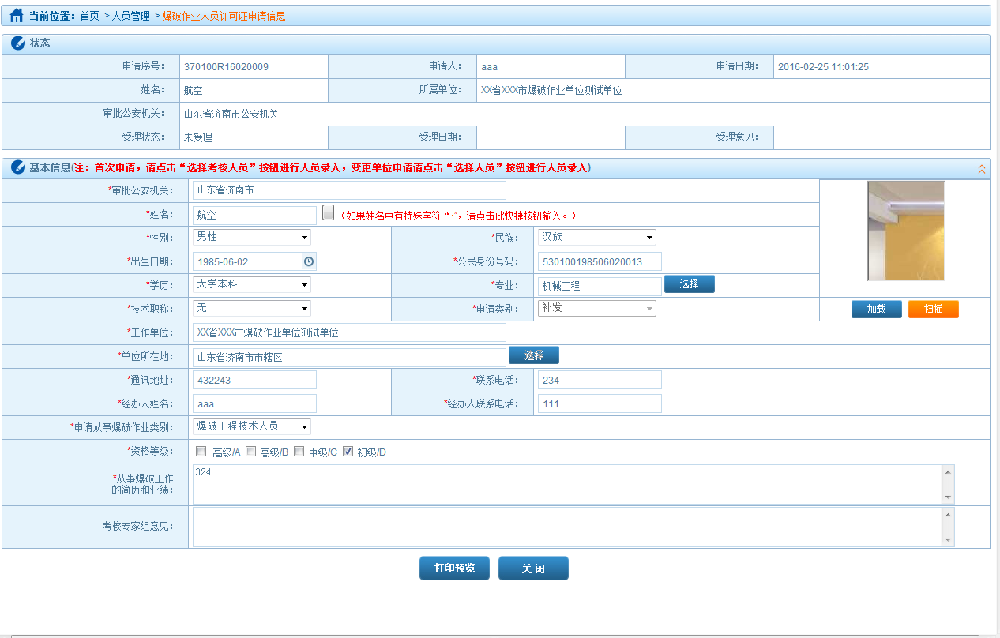 当前位置：首页 > 人员管理 > 爆破作业人员许可证申请信息
状态
申请序号： 370100R16020009 申请人： aaa 申请日期： 2016-02-25 11:01:25
姓名： 航空 所属单位： XX省XXX市爆破作业单位测试单位
审批公安机关： 山东省济南市公安机关
受理状态： 未受理 受理日期： 受理意见：
基本信息(注：首次申请，请点击“选择考核人员”按钮进行人员录入，变更单位申请请点击“选择人员”按钮进行人员录入)
*审批公安机关： 山东省济南市
*姓名： 航空 · （如果姓名中有特殊字符“·”，请点击此快捷按钮输入。）
*性别： 男性 *民族： 汉族
*出生日期： 1985-06-02 *公民身份号码： 530100198506020013
*学历： 大学本科 *专业： 机械工程 选择
*技术职称： 无 *申请类别： 补发 加载 扫描
*工作单位： XX省XXX市爆破作业单位测试单位
*单位所在地： 山东省济南市市辖区 选择
*通讯地址： 432243 *联系电话： 234
*经办人姓名： aaa *经办人联系电话： 111
*申请从事爆破作业类别： 爆破工程技术人员
*资格等级： 高级/A 高级/B 中级/C 初级/D
*从事爆破工作
的简历和业绩： 324
考核专家组意见：
打印预览 关 闭